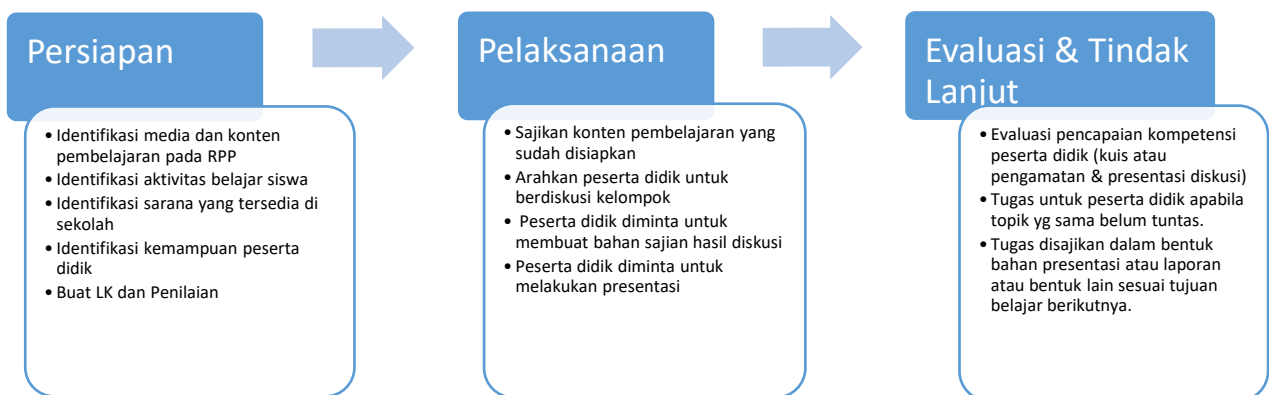 Persiapan
• Identifikasi media dan konten
pembelajaran pada RPP
• Identifikasi aktivitas belajar siswa
• Identifikasi sarana yang tersedia di
sekolah
• Identifikasi kemampuan peserta
didik
• Buat LK dan Penilaian
Pelaksanaan
• Sajikan konten pembelajaran yang
sudah disiapkan
• Arahkan peserta didik untuk
berdiskusi kelompok
• Peserta didik diminta untuk
membuat bahan sajian hasil diskusi
• Peserta didik diminta untuk
melakukan presentasi
Evaluasi & Tindak
Lanjut
• Evaluasi pencapaian kompetensi
peserta didik (kuis atau
pengamatan & presentasi diskusi)
• Tugas untuk peserta didik apabila
topik yg sama belum tuntas.
• Tugas disajikan dalam bentuk
bahan presentasi atau laporan
atau bentuk lain sesuai tujuan
belajar berikutnya.